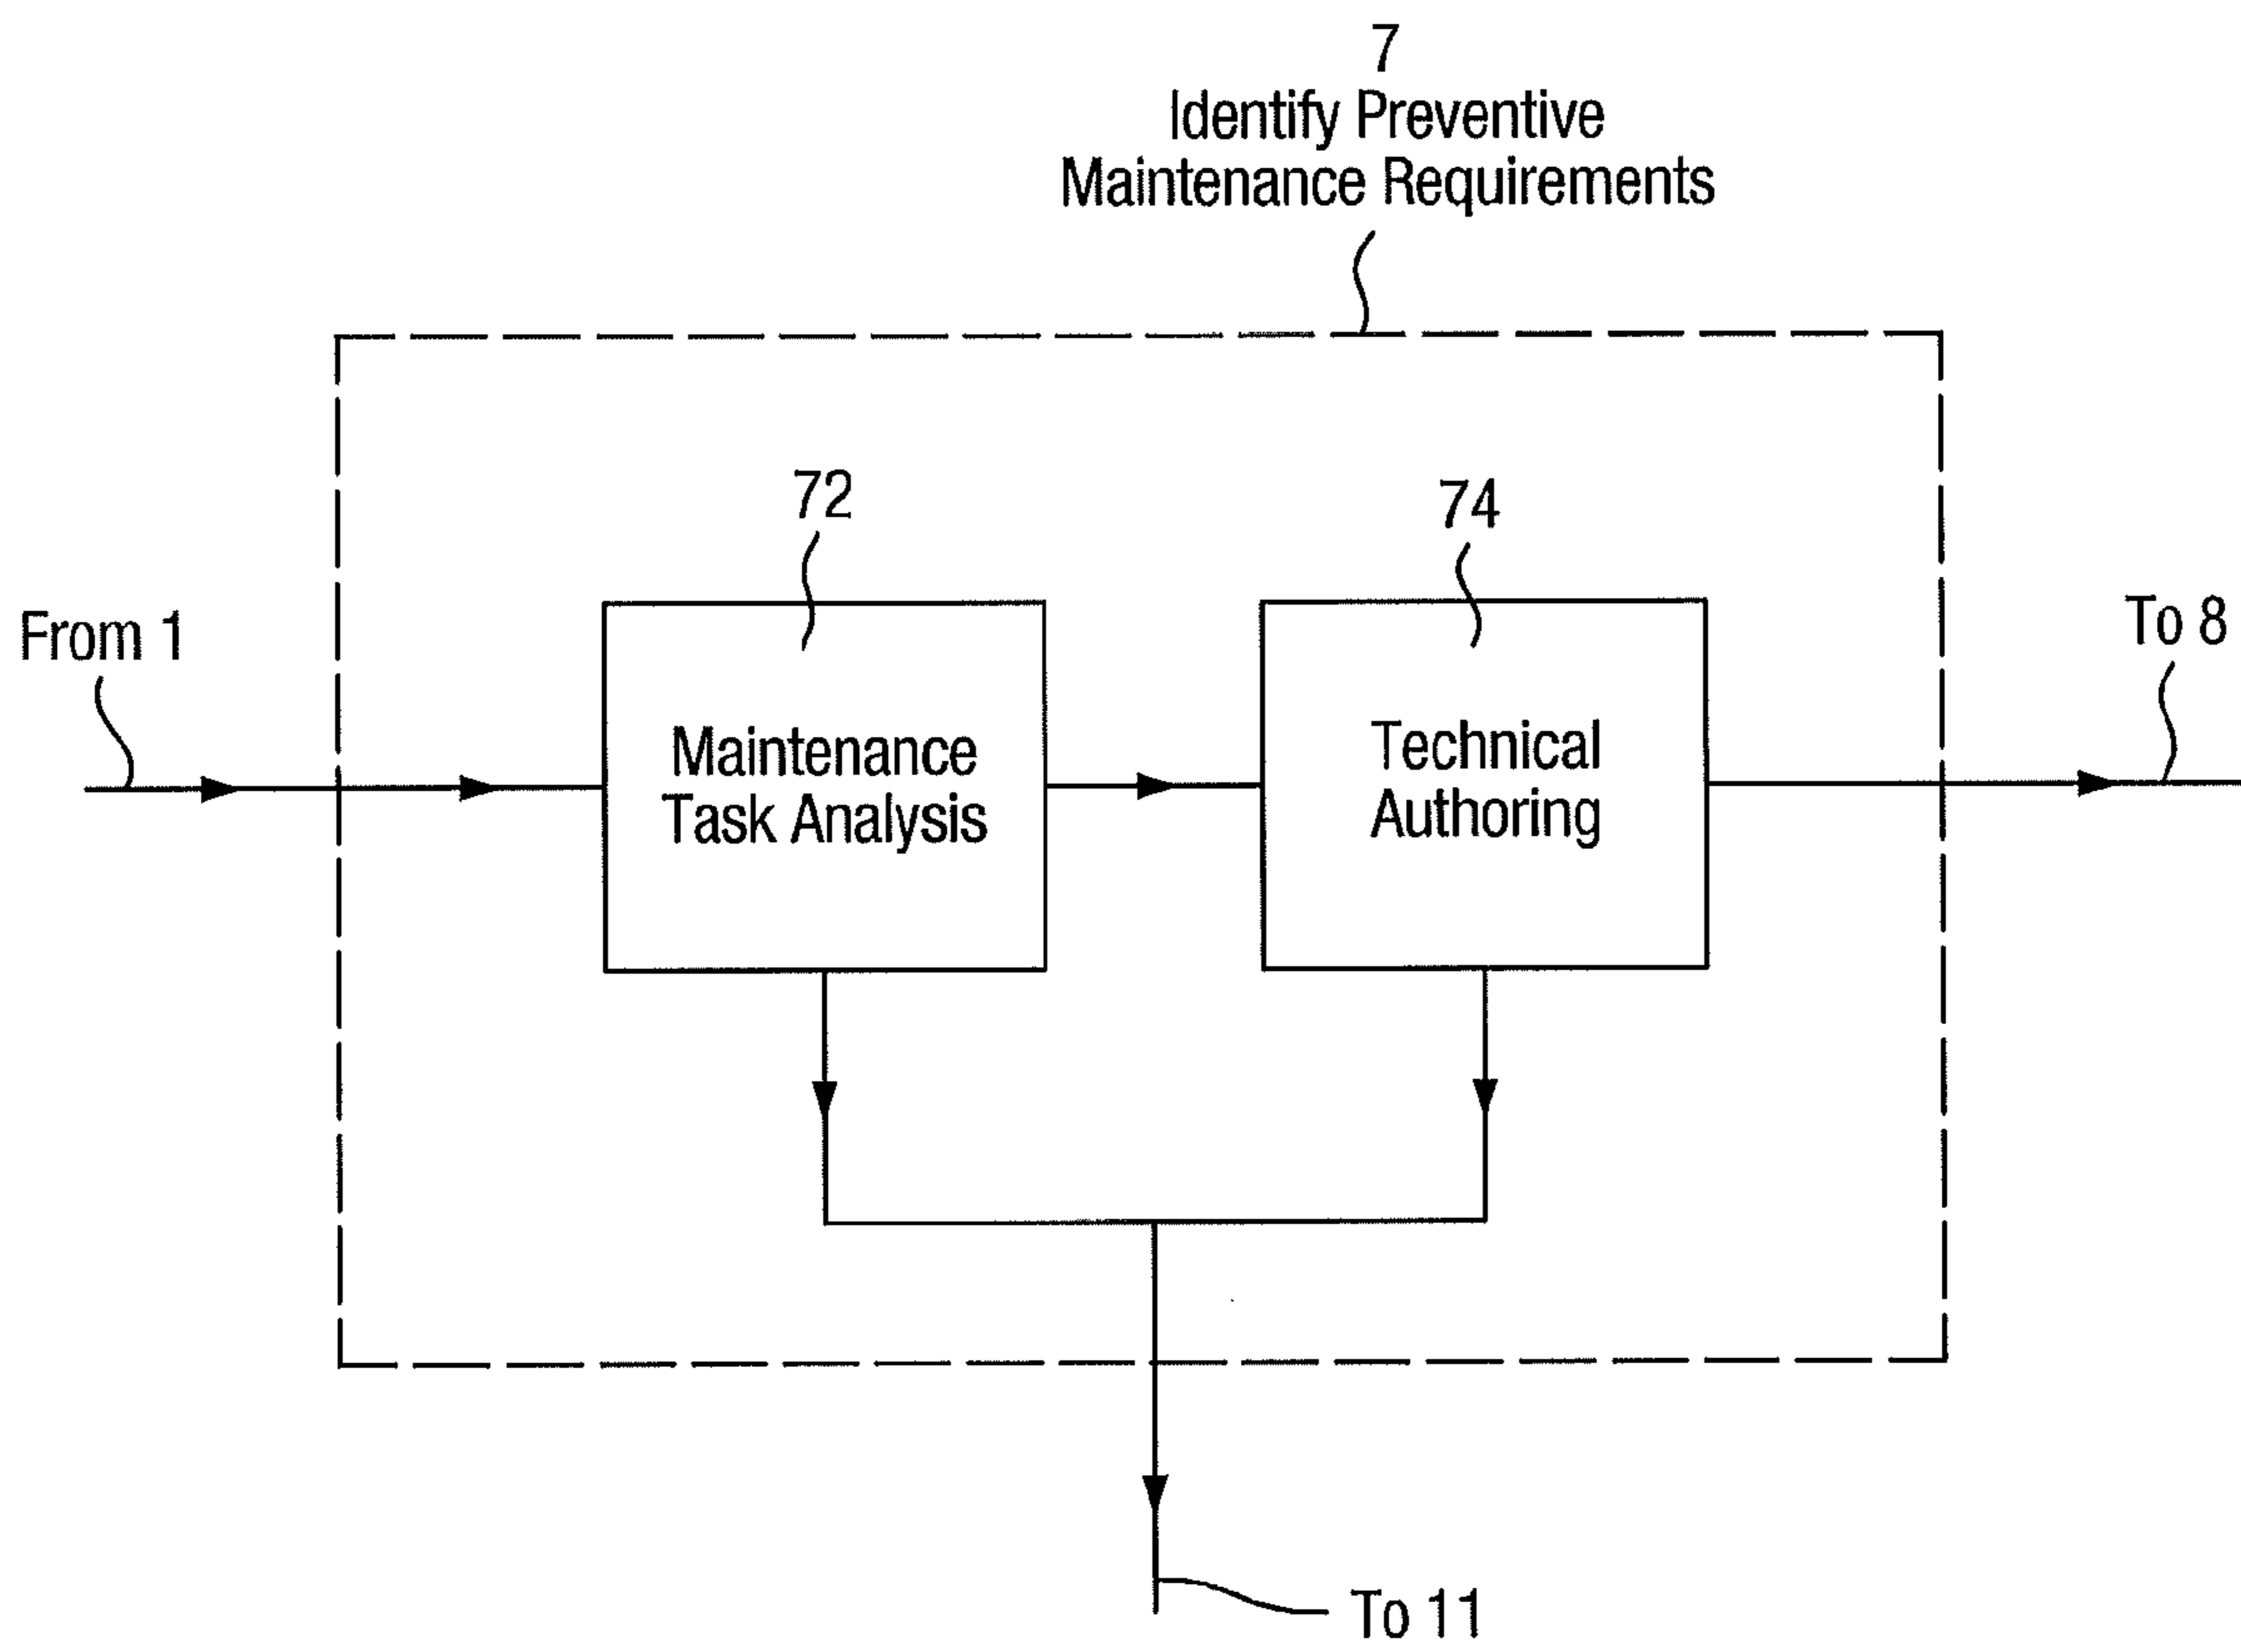 7
Identify Preventive
Maintenance Requirements
72
74
From 1
To 8
Maintenance
Task Analysis
Technical
Authoring
To 11